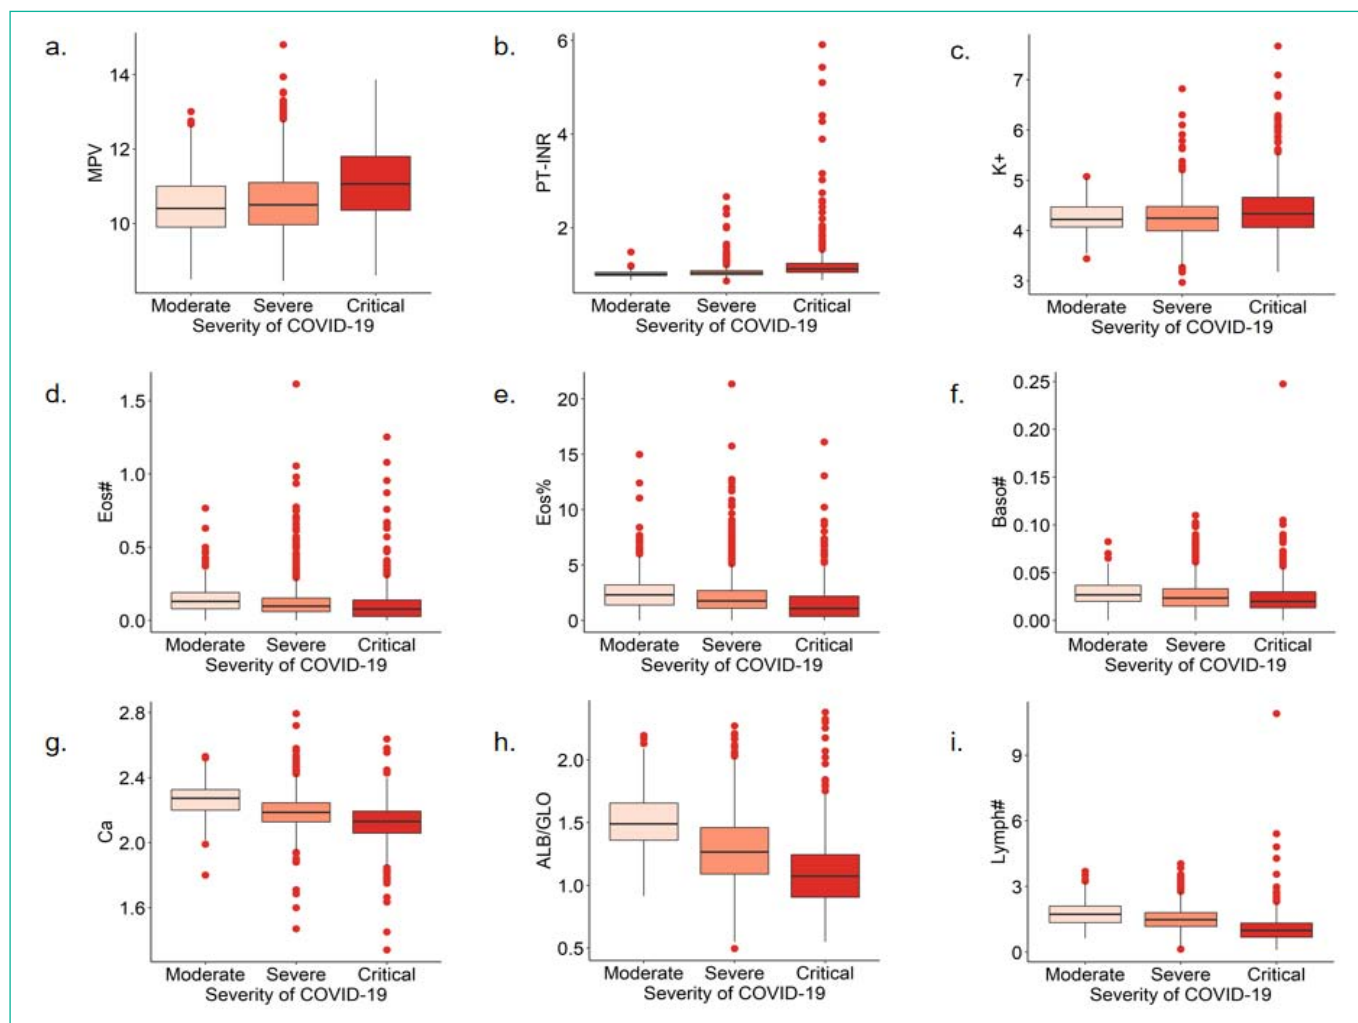 a.
MPV
14
12
10
Moderate Severe Critical
Severity of COVID-19
b.
PT-INR
6
4
2
Moderate Severe Critical
Severity of COVID-19
c.
K+
7
6
5
4
3
Moderate Severe Critical
Severity of COVID-19
d.
Eos#
1.5
1.0
0.5
0.0
Moderate Severe Critical
Severity of COVID-19
e.
Eos%
20
15
10
5
0
Moderate Severe Critical
Severity of COVID-19
f.
Baso#
0.25
0.20
0.15
0.10
0.05
0.00
Moderate Severe Critical
Severity of COVID-19
g.
Ca
2.8
2.4
2.0
1.6
Moderate Severe Critical
Severity of COVID-19
h.
ALB/GLO
2.0
1.5
1.0
0.5
Moderate Severe Critical
Severity of COVID-19
i.
Lymph#
9
6
3
0
Moderate Severe Critical
Severity of COVID-19